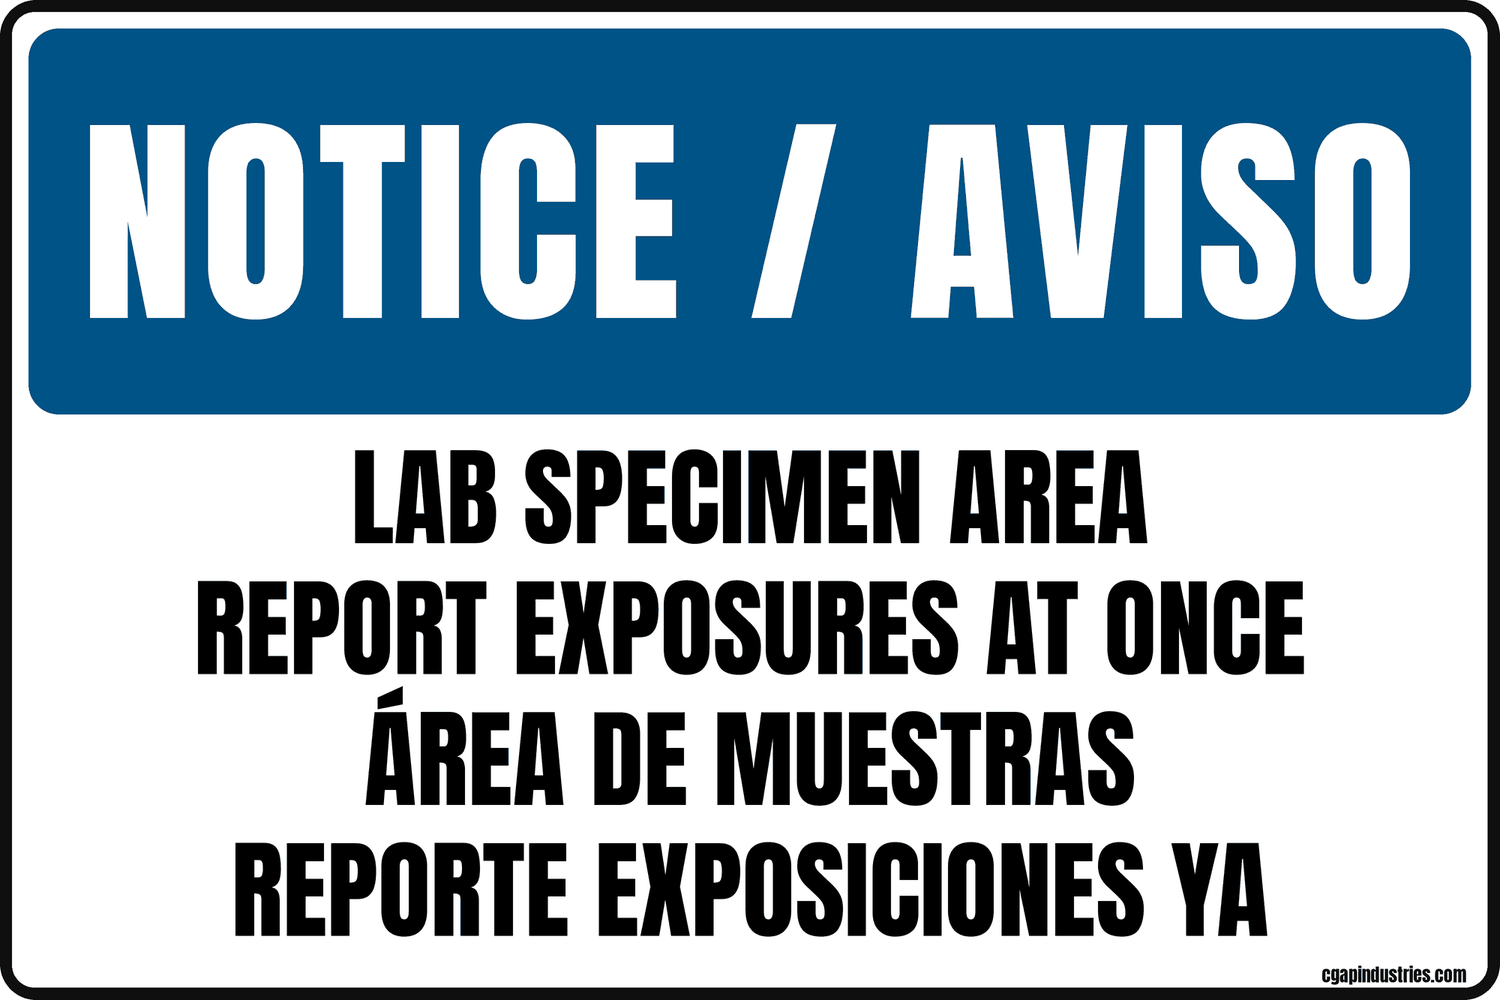 NOTICE / AVISO
LAB SPECIMEN AREA
REPORT EXPOSURES AT ONCE
ÁREA DE MUESTRAS
REPORTE EXPOSICIONES YA
cgapindustries.com